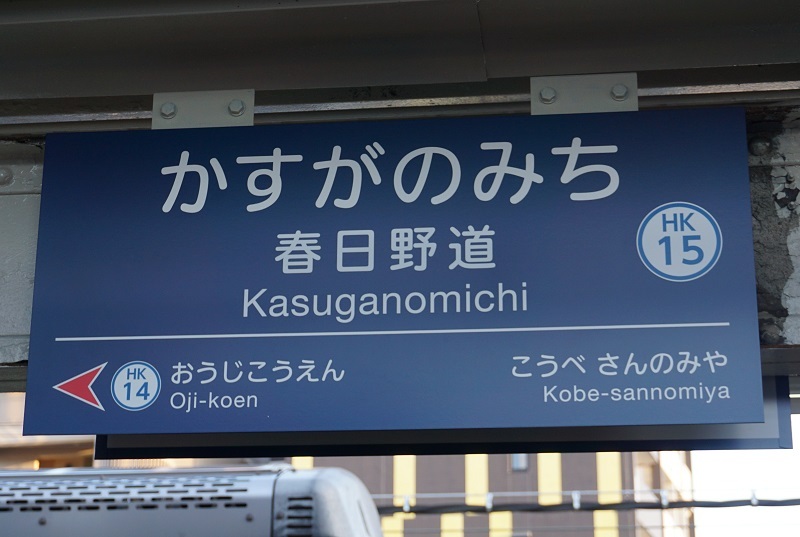 かすがのみち
春日野道
HK
15
Kasuganomichi
HK
14
おうじこうえん
Oji-koen
こうべ さんのみや
Kobe-sannomiya